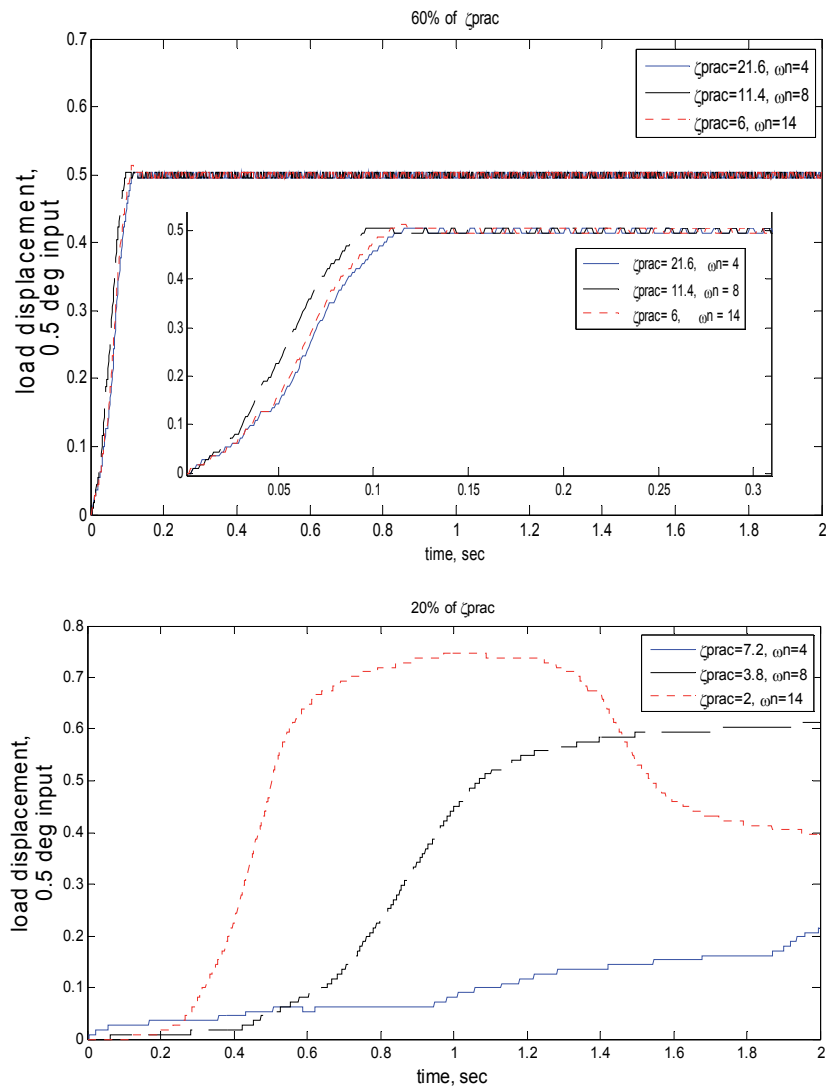 60% of ζprac
0.7
0.6
0.5
0.4
0.3
0.2
0.1
0
load displacement,
0.5 deg input
ζprac=21.6, ωn=4
ζprac=11.4, ωn=8
ζprac=6, ωn=14
0.5
0.4
0.3
0.2
0.1
0
ζprac= 21.6, ωn= 4
ζprac= 11.4, ωn = 8
ζprac= 6, ωn = 14
0.05 0.1 0.15 0.2 0.25 0.3
0 0.2 0.4 0.6 0.8 1 1.2 1.4 1.6 1.8 2
time, sec
20% of ζprac
0.8
0.7
0.6
0.5
0.4
0.3
0.2
0.1
0
load displacement,
0.5 deg input
ζprac=7.2, ωn=4
ζprac=3.8, ωn=8
ζprac=2, ωn=14
0 0.2 0.4 0.6 0.8 1 1.2 1.4 1.6 1.8 2
time, sec